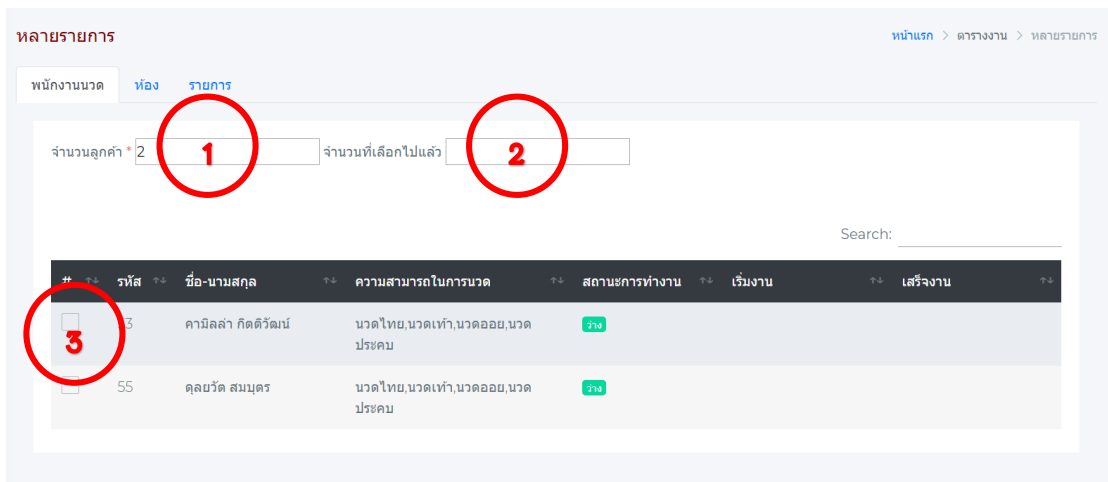 หลายรายการ
หน้าแรก > ตารางงาน > หลายรายการ
พนักงานนวด ห้อง รายการ
จำนวนลูกค้า * 2 จำนวนที่เลือกไปแล้ว
1 2
Search:
# รหัส ชื่อ-นามสกุล ความสามารถในการนวด สถานะการทำงาน เริ่มงาน เสร็จงาน
คามิลล่า กิตติวัฒน์ นวดไทย,นวดเท้า,นวดออย,นวด ว่าง
3 ประคบ
55 ดุลยวัต สมบุตร นวดไทย,นวดเท้า,นวดออย,นวด ว่าง
ประคบ